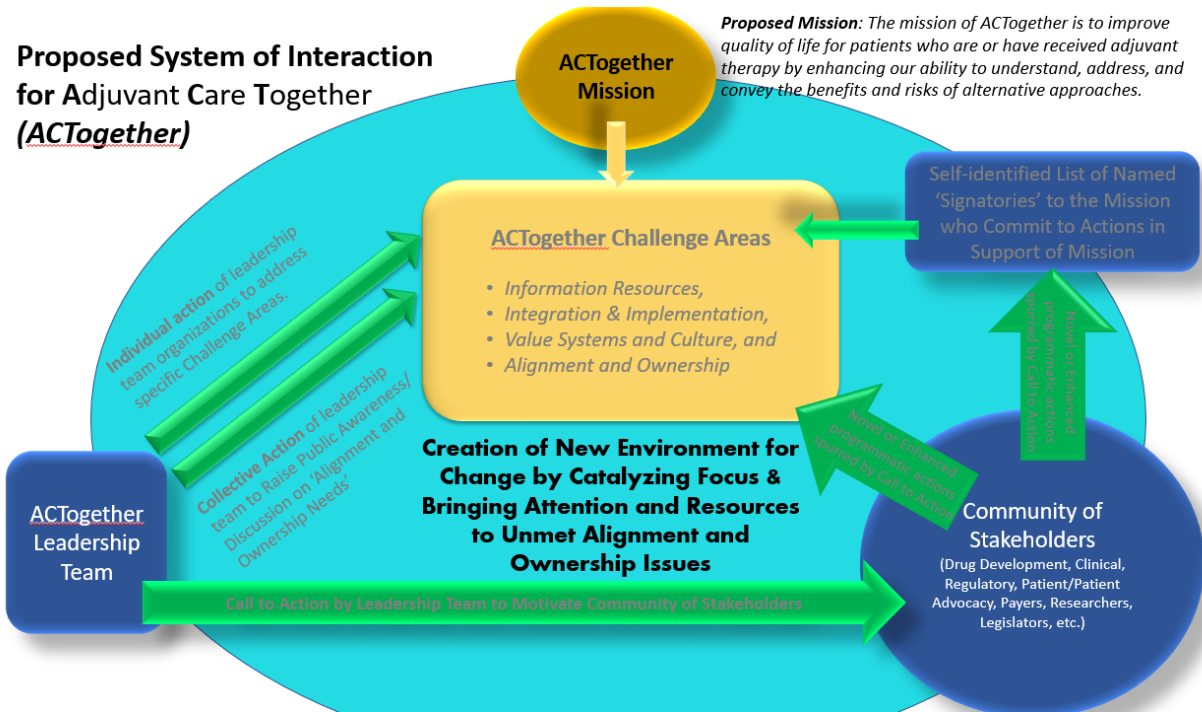 Proposed System of Interaction
for Adjuvant Care Together
(ACTogether)
ACTogether
Mission
Proposed Mission: The mission of ACTogether is to improve
quality of life for patients who are or have received adjuvant
therapy by enhancing our ability to understand, address, and
convey the benefits and risks of alternative approaches.
Self-identified List of Named
‘Signatories’ to the Mission
who Commit to Actions in
Support of Mission
ACTogether Challenge Areas
• Information Resources,
• Integration & Implementation,
• Value Systems and Culture, and
• Alignment and Ownership
Individual action of leadership
team organizations to address
specific Challenge Areas.
Collective Action of leadership
team to Raise Public Awareness/
Discussion on ‘Alignment and
Ownership Needs’
Novel or Enhanced
programmatic actions
spurred by Call to Action
Novel or Enhanced
programmatic actions
spurred by Call to Action
Creation of New Environment for
Change by Catalyzing Focus &
Bringing Attention and Resources
to Unmet Alignment and
Ownership Issues
ACTogether
Leadership
Team
Community of
Stakeholders
(Drug Development, Clinical,
Regulatory, Patient/Patient
Advocacy, Payers, Researchers,
Legislators, etc.)
Call to Action by Leadership Team to Motivate Community of Stakeholders